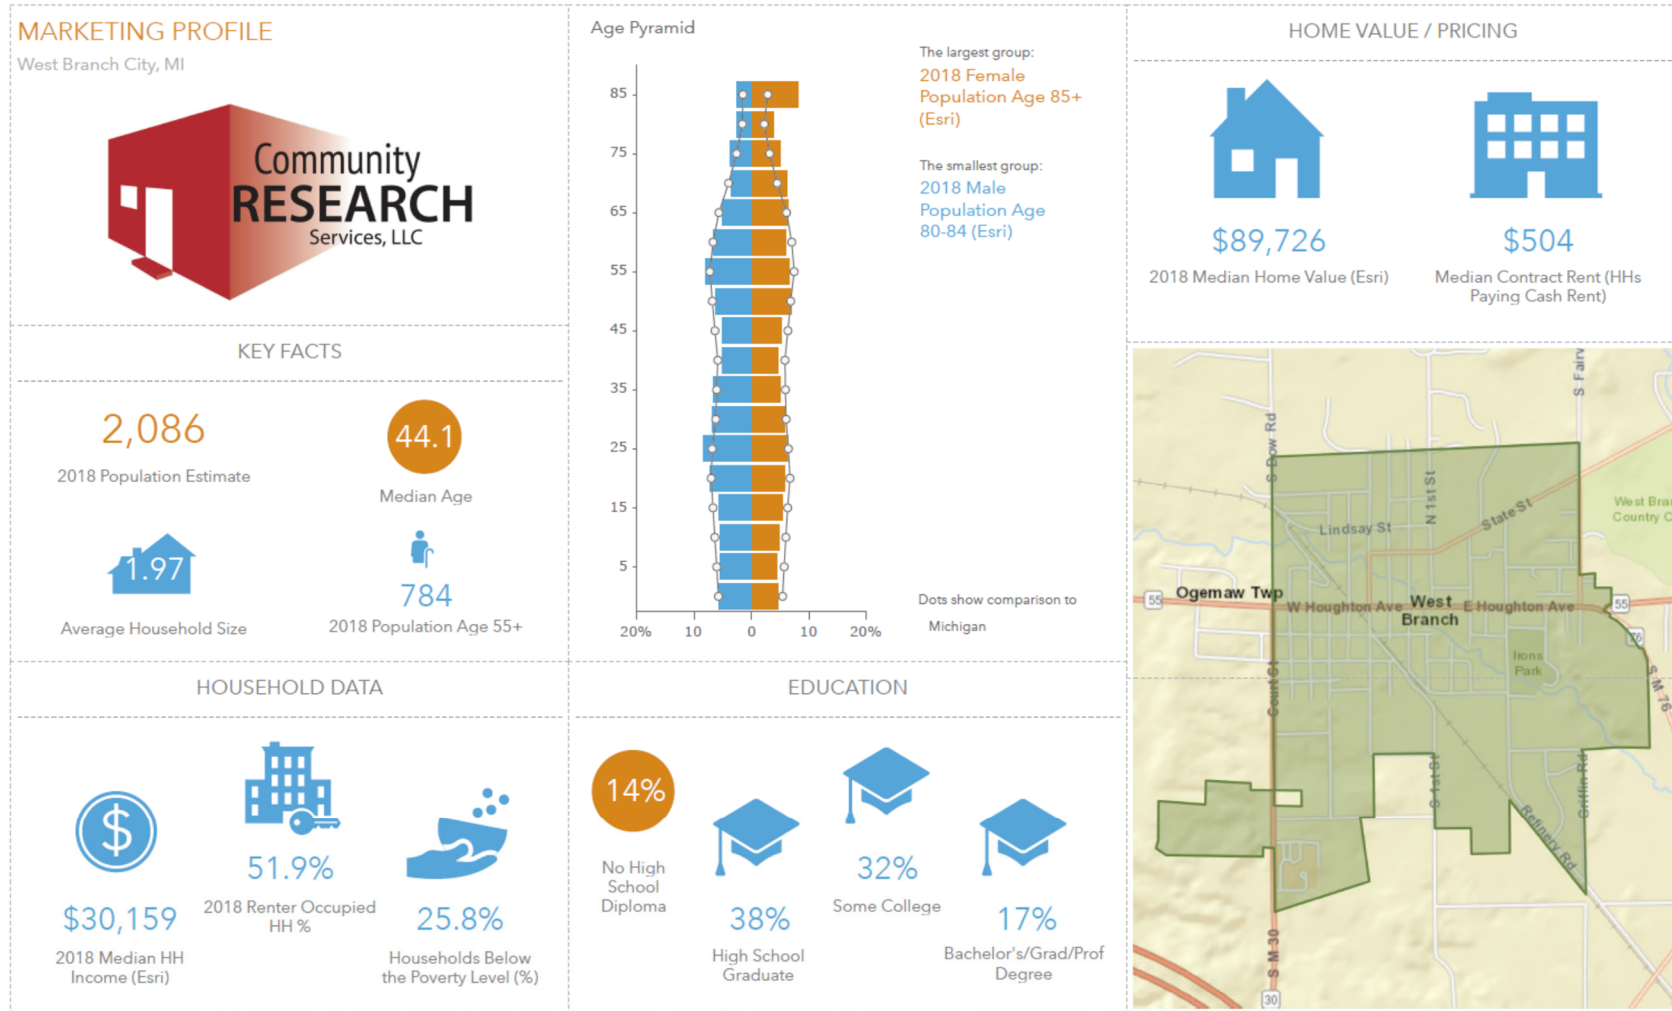 MARKETING PROFILE
West Branch City, MI
Community
RESEARCH
Services, LLC
KEY FACTS
2,086
2018 Population Estimate
44.1
Median Age
1.97
Average Household Size
784
2018 Population Age 55+
HOUSEHOLD DATA
$30,159
2018 Median HH
Income (Esri)
51.9%
2018 Renter Occupied
HH %
25.8%
Households Below
the Poverty Level (%)
Age Pyramid
85
75
65
55
45
35
25
15
5
20% 10 0 10 20%
The largest group:
2018 Female
Population Age 85+
(Esri)
The smallest group:
2018 Male
Population Age
80-84 (Esri)
Dots show comparison to
Michigan
EDUCATION
14%
No High
School
Diploma
38%
High School
Graduate
32%
Some College
17%
Bachelor's/Grad/Prof
Degree
HOME VALUE / PRICING
$89,726
2018 Median Home Value (Esri)
$504
Median Contract Rent (HHs
Paying Cash Rent)
S Fairv
S Dow Rd
N 1st St
State St
Lindsay St
West Bran
Country C
55
Ogemaw Twp
W Houghton Ave
West
Branch
E Houghton Ave
55
76
Irons
Park
S M 76
Court St
S 1st St
Griffin Rd
Refinery Rd
S M 30
30